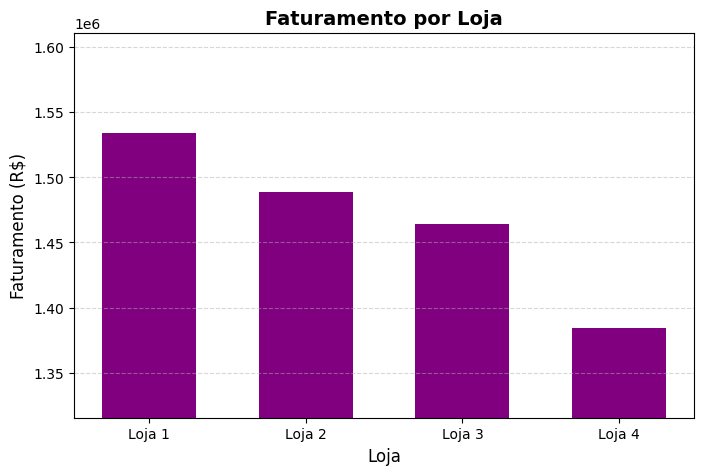 Faturamento por Loja
1e6
1.60
1.55
1.50
1.45
1.40
1.35
Faturamento (R$)
Loja 1 Loja 2 Loja 3 Loja 4
Loja